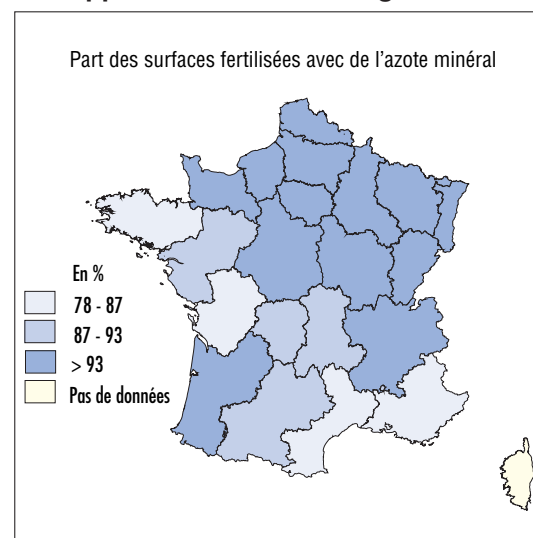 Part des surfaces fertilisées avec de l'azote minéral
En %
78 - 87
87 - 93
> 93
Pas de données